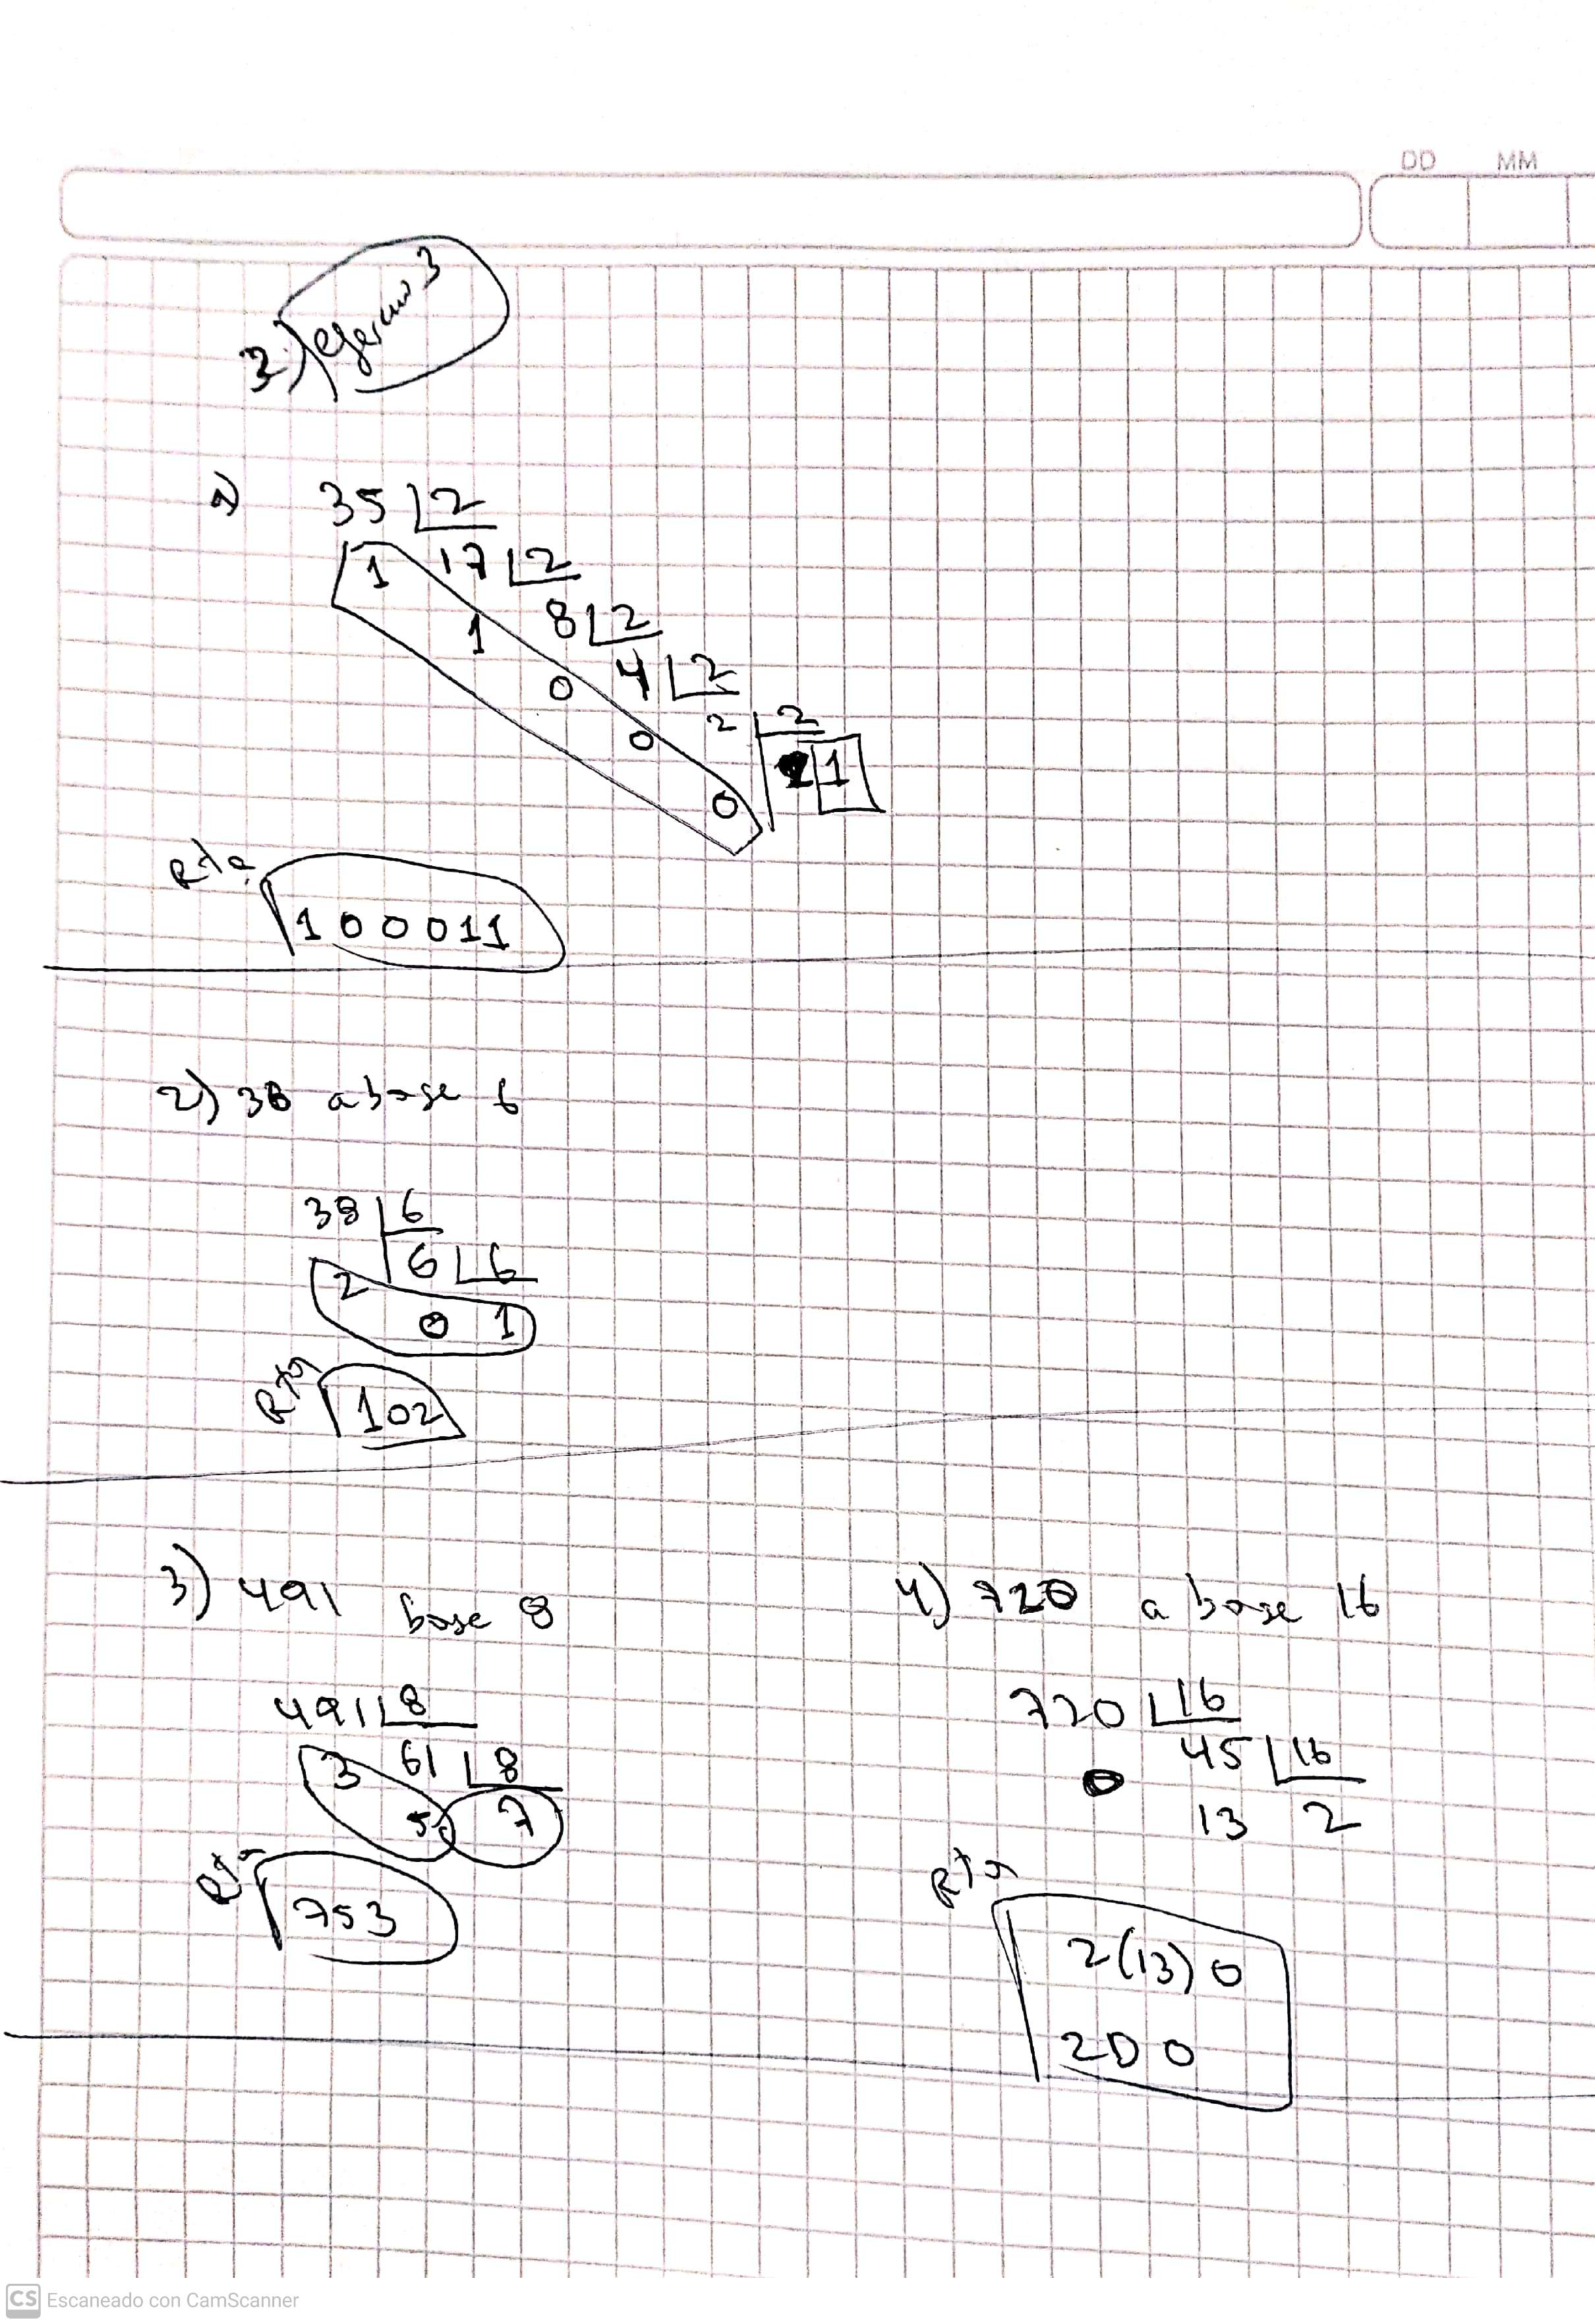 DD MM
3.) ejercicio 3
1) 35 2
1 17 2
1 8 2
0 4 2
0 2 2
0 1
Rta
100011
2) 38 a base 6
38 6
2 6 6
0 1
Rta 102
3) 491 base 8
491 8
3 61 8
5 7
Rta
753
4) 720 a base 16
720 16
0 45 16
13 2
Rta
2(13)0
2D0
CS Escaneado con CamScanner